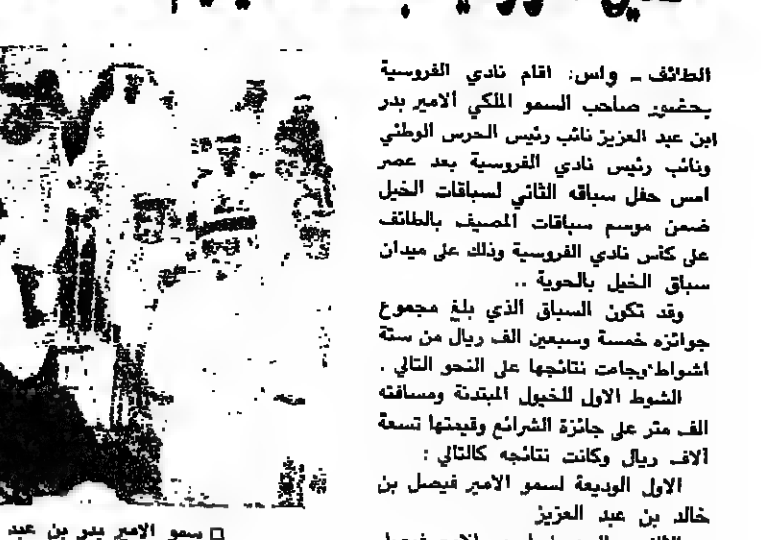 الطائف ـ واس: اقام نادي الفروسية
بحضور صاحب السمو الملكي الامير بدر
ابن عبد العزيز نائب رئيس الحرس الوطني
ونائب رئيس نادي الفروسية بعد عصر
امس حفل سباقه الثاني لسباقات الخيل
ضمن موسم سباقات المصيف بالطائف
على كأس نادي الفروسية وذلك على ميدان
سباق الخيل بالحوية ..
وقد تكون السباق الذي بلغ مجموع
جوائزه خمسة وسبعين الف ريال من ستة
اشواط وجاءت نتائجها على النحو التالي .
الشوط الاول للخيول المبتدئة ومسافته
الف متر على جائزة الشرائع وقيمتها تسعة
آلاف ريال وكانت نتائجه كالتالي :
الاول الوديعة لسمو الامير فيصل بن
خالد بن عبد العزيز
سمو الامير بدر بن عبد